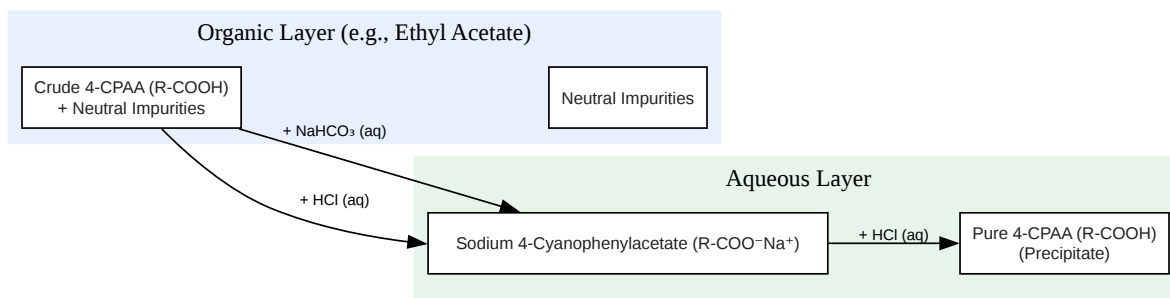 Organic Layer (e.g., Ethyl Acetate)
Crude 4-CPAA (R-COOH)
+ Neutral Impurities
Neutral Impurities
+ NaHCO₃ (aq)
Aqueous Layer
+ HCl (aq)
Sodium 4-Cyanophenylacetate (R-COO⁻Na⁺)
+ HCl (aq)
Pure 4-CPAA (R-COOH)
(Precipitate)